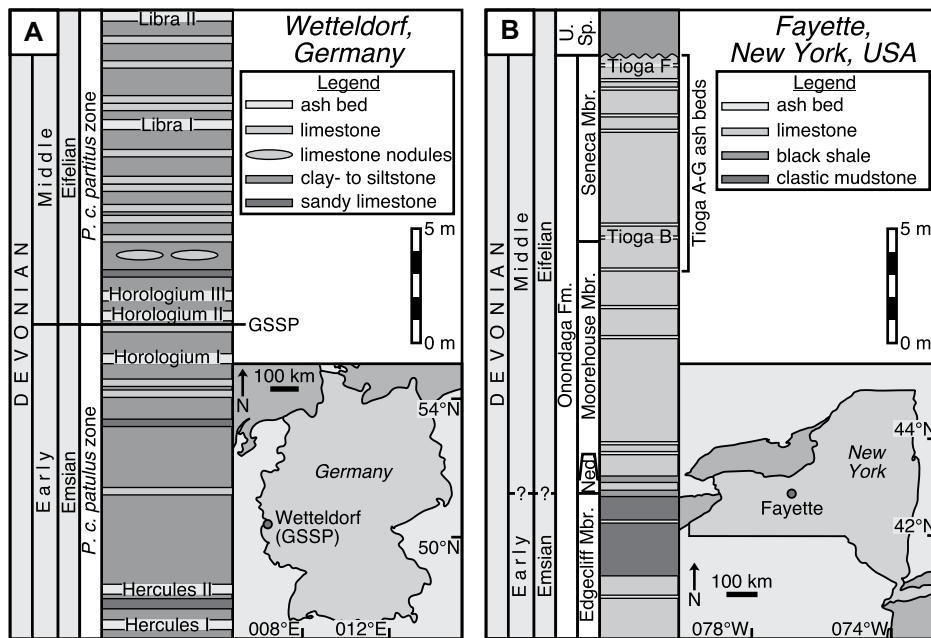 A
Wetteldorf,
Germany
Legend
ash bed
limestone
limestone nodules
clay- to siltstone
sandy limestone
DEVONIAN
Middle
Early
Eifelian
Emsian
P. c. partitus zone
P. c. patulus zone
Libra II
Libra I
Horologium III
Horologium II
GSSP
Horologium I
Hercules II
Hercules I
5 m
0 m
100 km
N
54°N
Germany
Wetteldorf
(GSSP)
50°N
008°E
012°E
B
Fayette,
New York, USA
Legend
ash bed
limestone
black shale
clastic mudstone
DEVONIAN
Middle
Early
Eifelian
Emsian
?
?
Onondaga Fm.
U.
Sp.
Seneca Mbr.
Moorehouse Mbr.
Ned.
Edgecliff Mbr.
Tioga F
Tioga B
Tioga A-G ash beds
5 m
0 m
44°N
New
York
Fayette
42°N
N
100 km
078°W
074°W